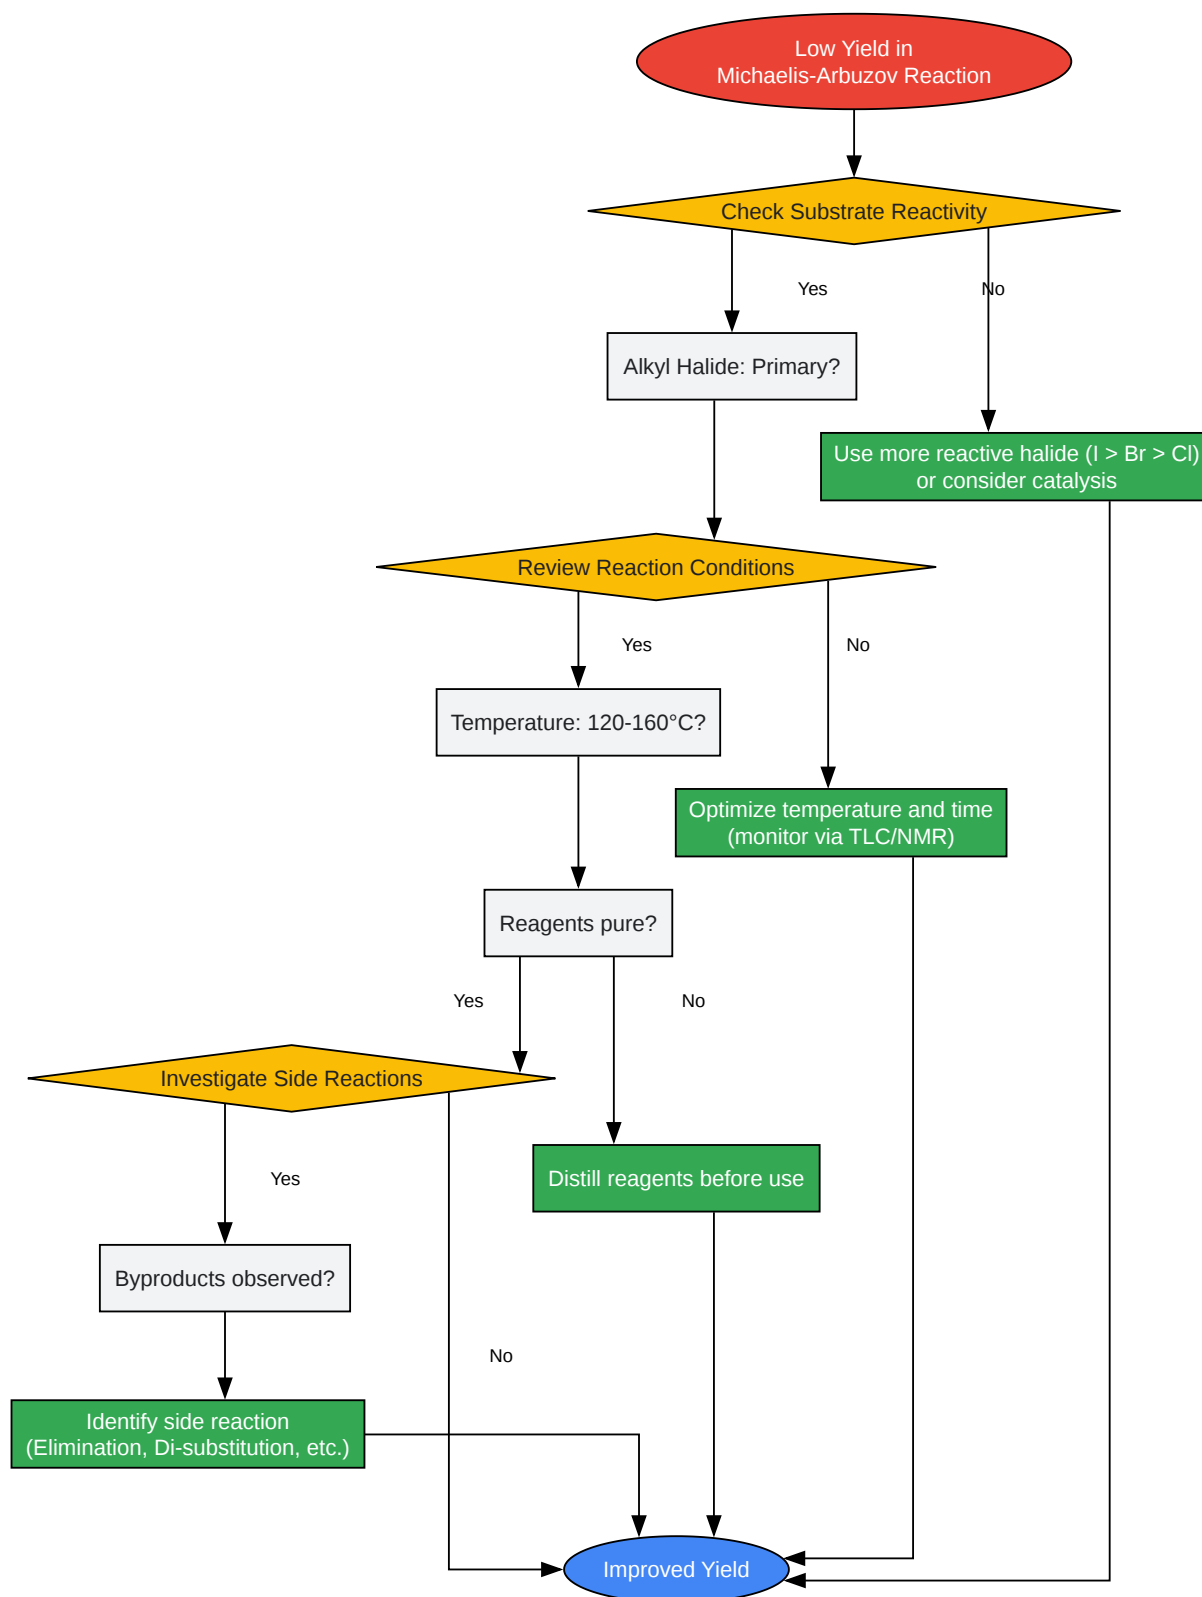 Low Yield in
Michaelis-Arbuzov Reaction
Check Substrate Reactivity
Yes
No
Alkyl Halide: Primary?
Use more reactive halide (I > Br > Cl)
or consider catalysis
Review Reaction Conditions
Yes
No
Temperature: 120-160°C?
Optimize temperature and time
(monitor via TLC/NMR)
Reagents pure?
Yes
No
Investigate Side Reactions
Yes
Distill reagents before use
Byproducts observed?
No
Identify side reaction
(Elimination, Di-substitution, etc.)
Improved Yield